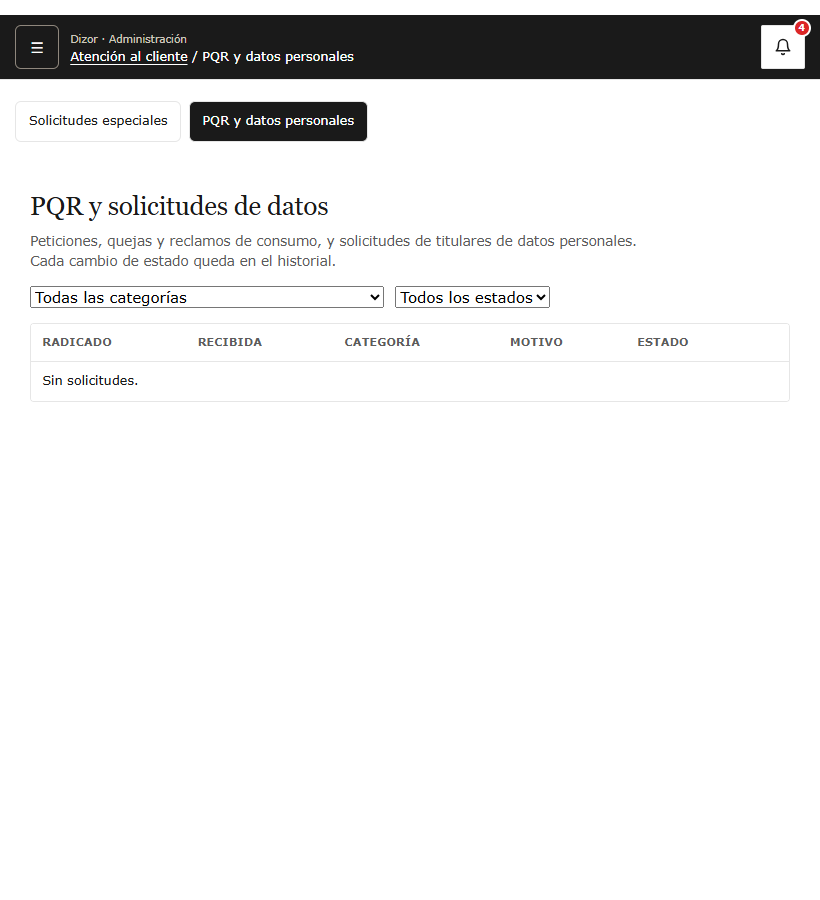 Dizor · Administración
Atención al cliente / PQR y datos personales
4
Solicitudes especiales
PQR y datos personales
PQR y solicitudes de datos
Peticiones, quejas y reclamos de consumo, y solicitudes de titulares de datos personales.
Cada cambio de estado queda en el historial.
Todas las categorías
Todos los estados
RADICADO RECIBIDA CATEGORÍA MOTIVO ESTADO
Sin solicitudes.